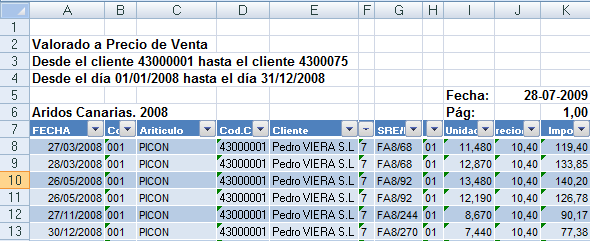 A B C D E F G H I J K
1
2 Valorado a Precio de Venta
3 Desde el cliente 43000001 hasta el cliente 4300075
4 Desde el día 01/01/2008 hasta el día 31/12/2008
5 Fecha: 28-07-2009
6 Aridos Canarias. 2008 Pág: 1,00
7 FECHA Co Ariticulo Cod.C Cliente SRE/ Unidad recio Impo
8 27/03/2008 001 PICON 43000001 Pedro VIERA S.L 7 FA8/68 01 11,480 10,40 119,40
9 28/03/2008 001 PICON 43000001 Pedro VIERA S.L 7 FA8/68 01 12,870 10,40 133,85
10 26/05/2008 001 PICON 43000001 Pedro VIERA S.L 7 FA8/92 01 13,480 10,40 140,20
11 26/05/2008 001 PICON 43000001 Pedro VIERA S.L 7 FA8/92 01 12,190 10,40 126,78
12 27/11/2008 001 PICON 43000001 Pedro VIERA S.L 7 FA8/244 01 8,670 10,40 90,17
13 30/12/2008 001 PICON 43000001 Pedro VIERA S.L 7 FA8/270 01 7,440 10,40 77,38